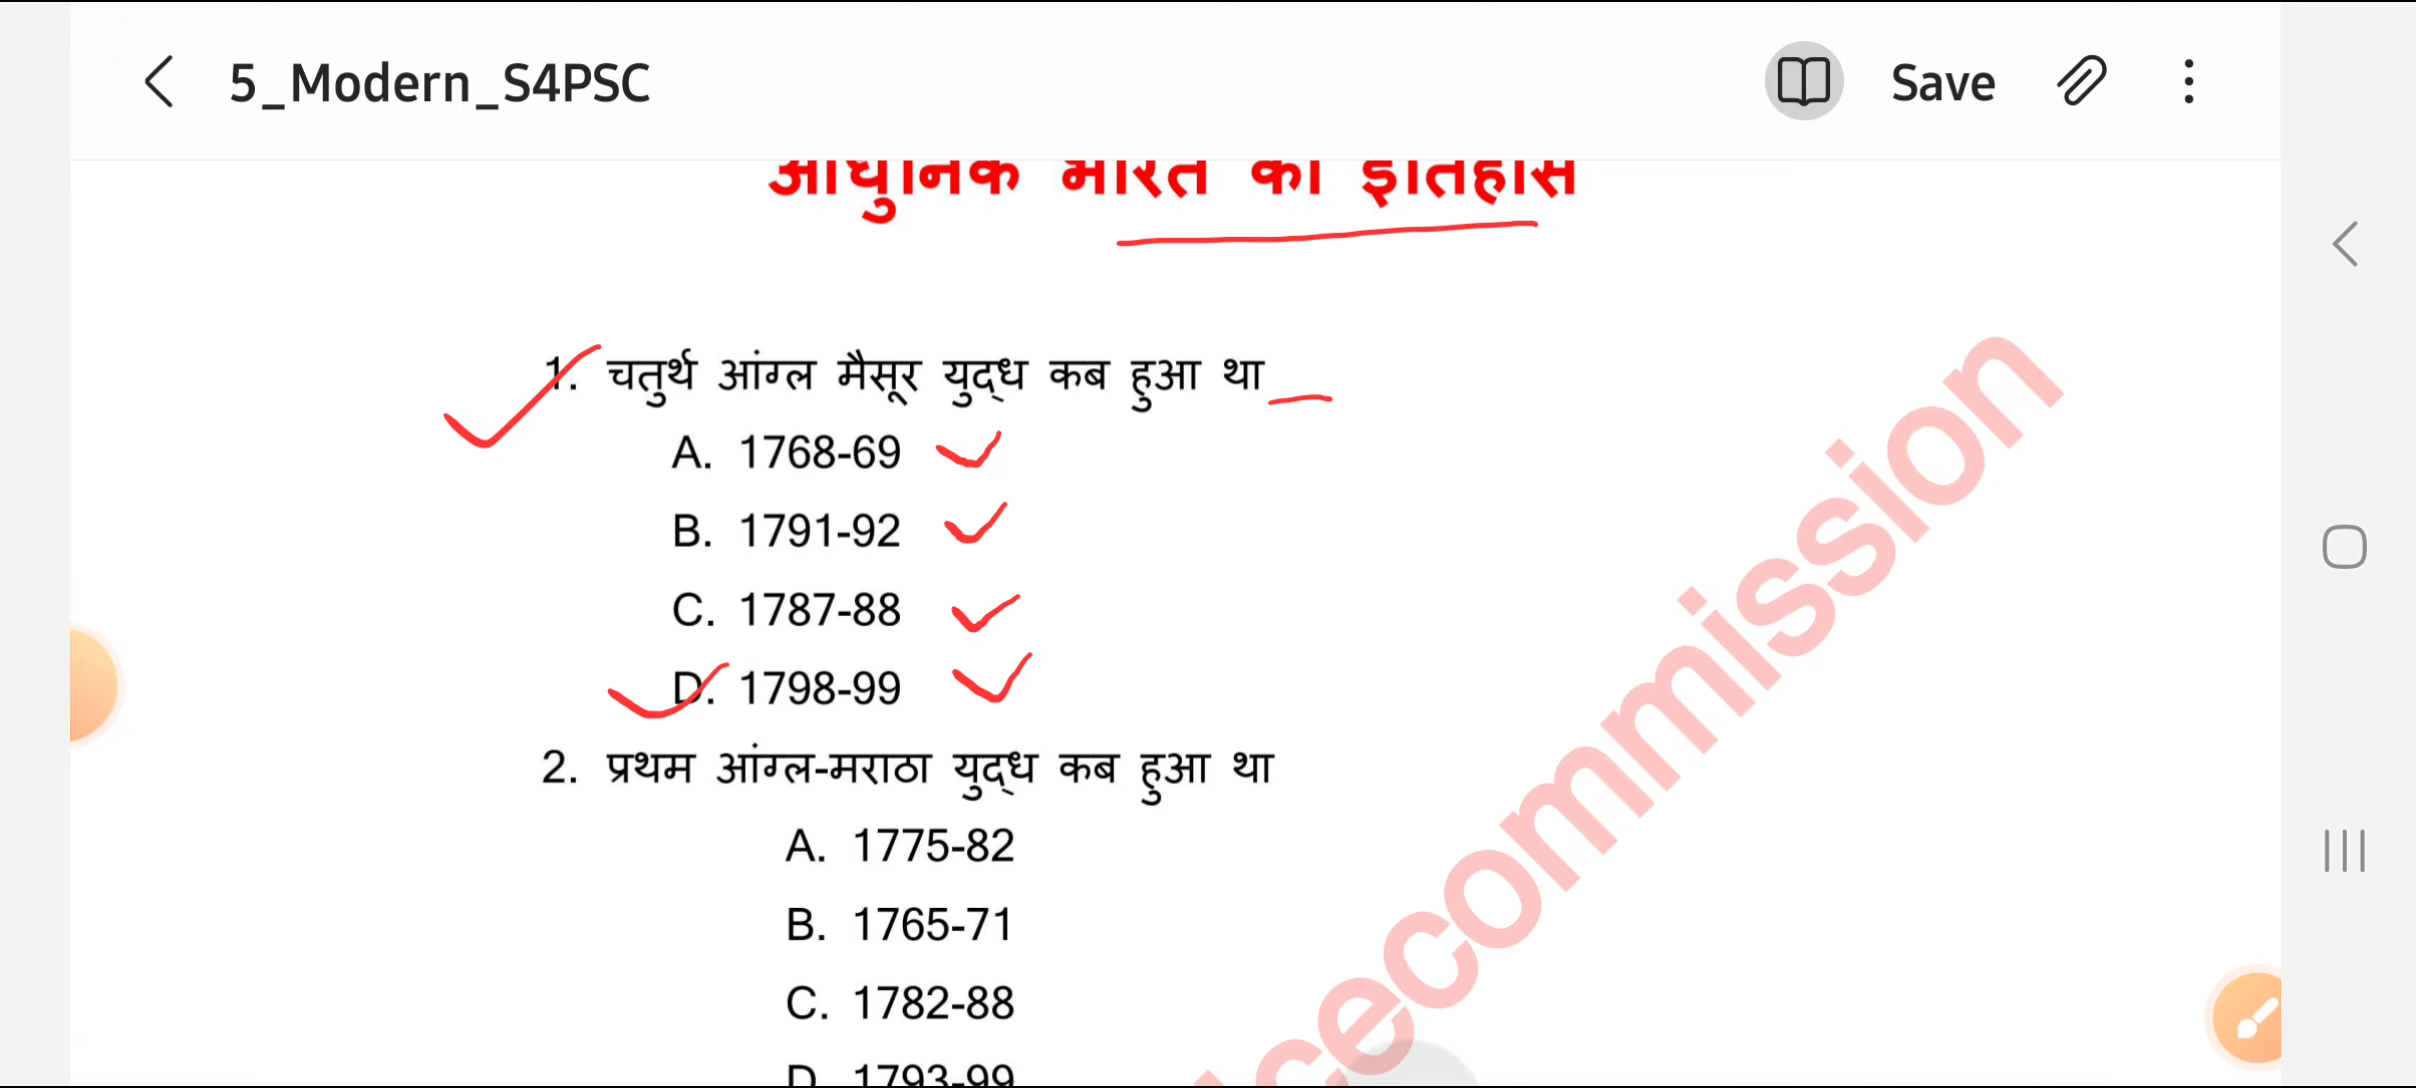 5_Modern_S4PSC
Save
आधुनिक भारत का इतिहास
1. चतुर्थ आंग्ल मैसूर युद्ध कब हुआ था
A. 1768-69
B. 1791-92
C. 1787-88
D. 1798-99
2. प्रथम आंग्ल-मराठा युद्ध कब हुआ था
A. 1775-82
B. 1765-71
C. 1782-88
D. 1793-99
icecommission